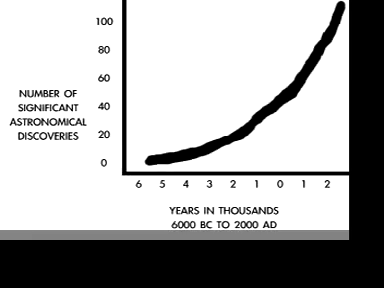 100
80
60
40
20
0
NUMBER OF
SIGNIFICANT
ASTRONOMICAL
DISCOVERIES
6 5 4 3 2 1 0 1 2
YEARS IN THOUSANDS
6000 BC TO 2000 AD